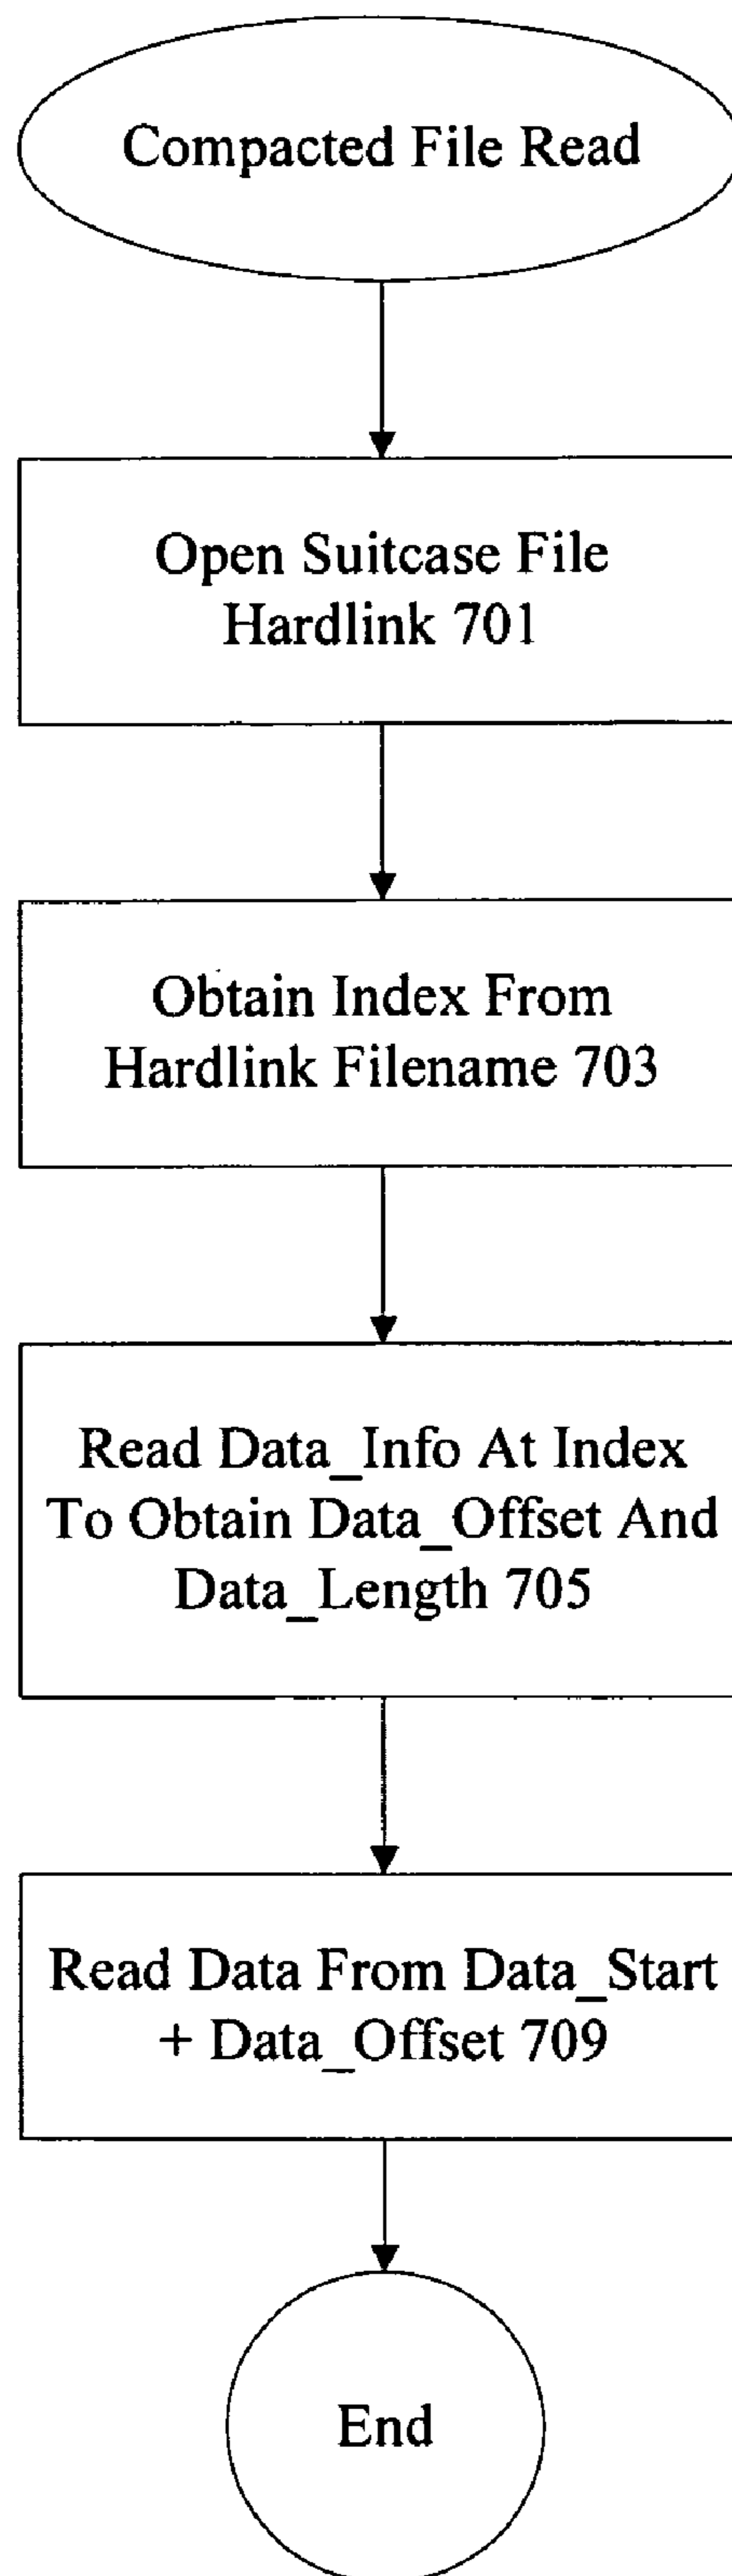 Compacted File Read
Open Suitcase File
Hardlink 701
Obtain Index From
Hardlink Filename 703
Read Data_Info At Index
To Obtain Data_Offset And
Data_Length 705
Read Data From Data_Start
+ Data_Offset 709
End